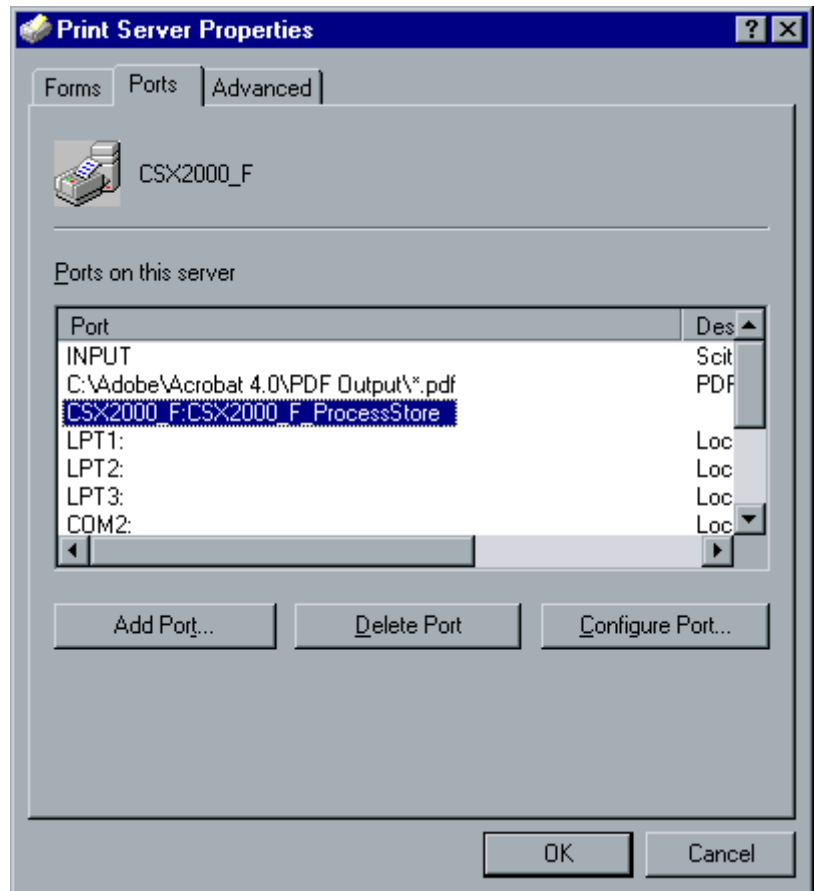 Print Server Properties
Forms Ports Advanced
CSX2000_F
Ports on this server
Port Des
INPUT Scit
C:\Adobe\Acrobat 4.0\PDF Output\*.pdf PDF
CSX2000_F:CSX2000_F_ProcessStore
LPT1: Loc
LPT2: Loc
LPT3: Loc
COM2: Loc
Add Port... Delete Port Configure Port...
OK Cancel